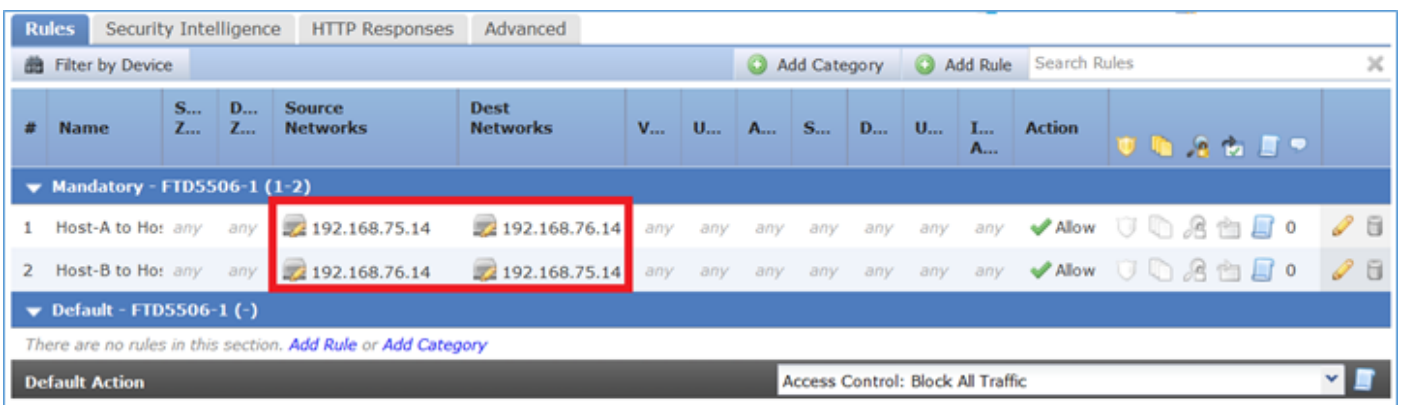 Rules Security Intelligence HTTP Responses Advanced
Filter by Device Add Category Add Rule Search Rules
# Name S... Z... D... Z... Source Networks Dest Networks V... U... A... S... D... U... I... A... Action
Mandatory - FTD5506-1 (1-2)
1 Host-A to Hos any any 192.168.75.14 192.168.76.14 any any any any any any any Allow 0
2 Host-B to Hos any any 192.168.76.14 192.168.75.14 any any any any any any any Allow 0
Default - FTD5506-1 (-)
There are no rules in this section. Add Rule or Add Category
Default Action Access Control: Block All Traffic